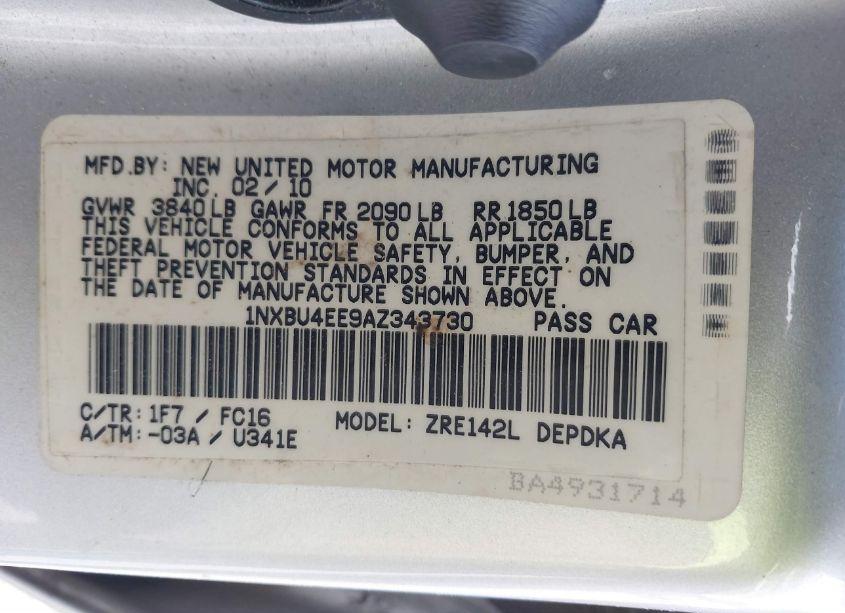 MFD.BY: NEW UNITED MOTOR MANUFACTURING
INC. 02/10
GVWR 3840 LB GAWR FR 2090 LB RR 1850 LB
THIS VEHICLE CONFORMS TO ALL APPLICABLE
FEDERAL MOTOR VEHICLE SAFETY, BUMPER, AND
THEFT PREVENTION STANDARDS IN EFFECT ON
THE DATE OF MANUFACTURE SHOWN ABOVE.
1NXBU4EE9AZ343730 PASS CAR
C/TR: 1F7 / FC16 MODEL: ZRE142L DEPDKA
A/TM: -03A / U341E
BA4931714